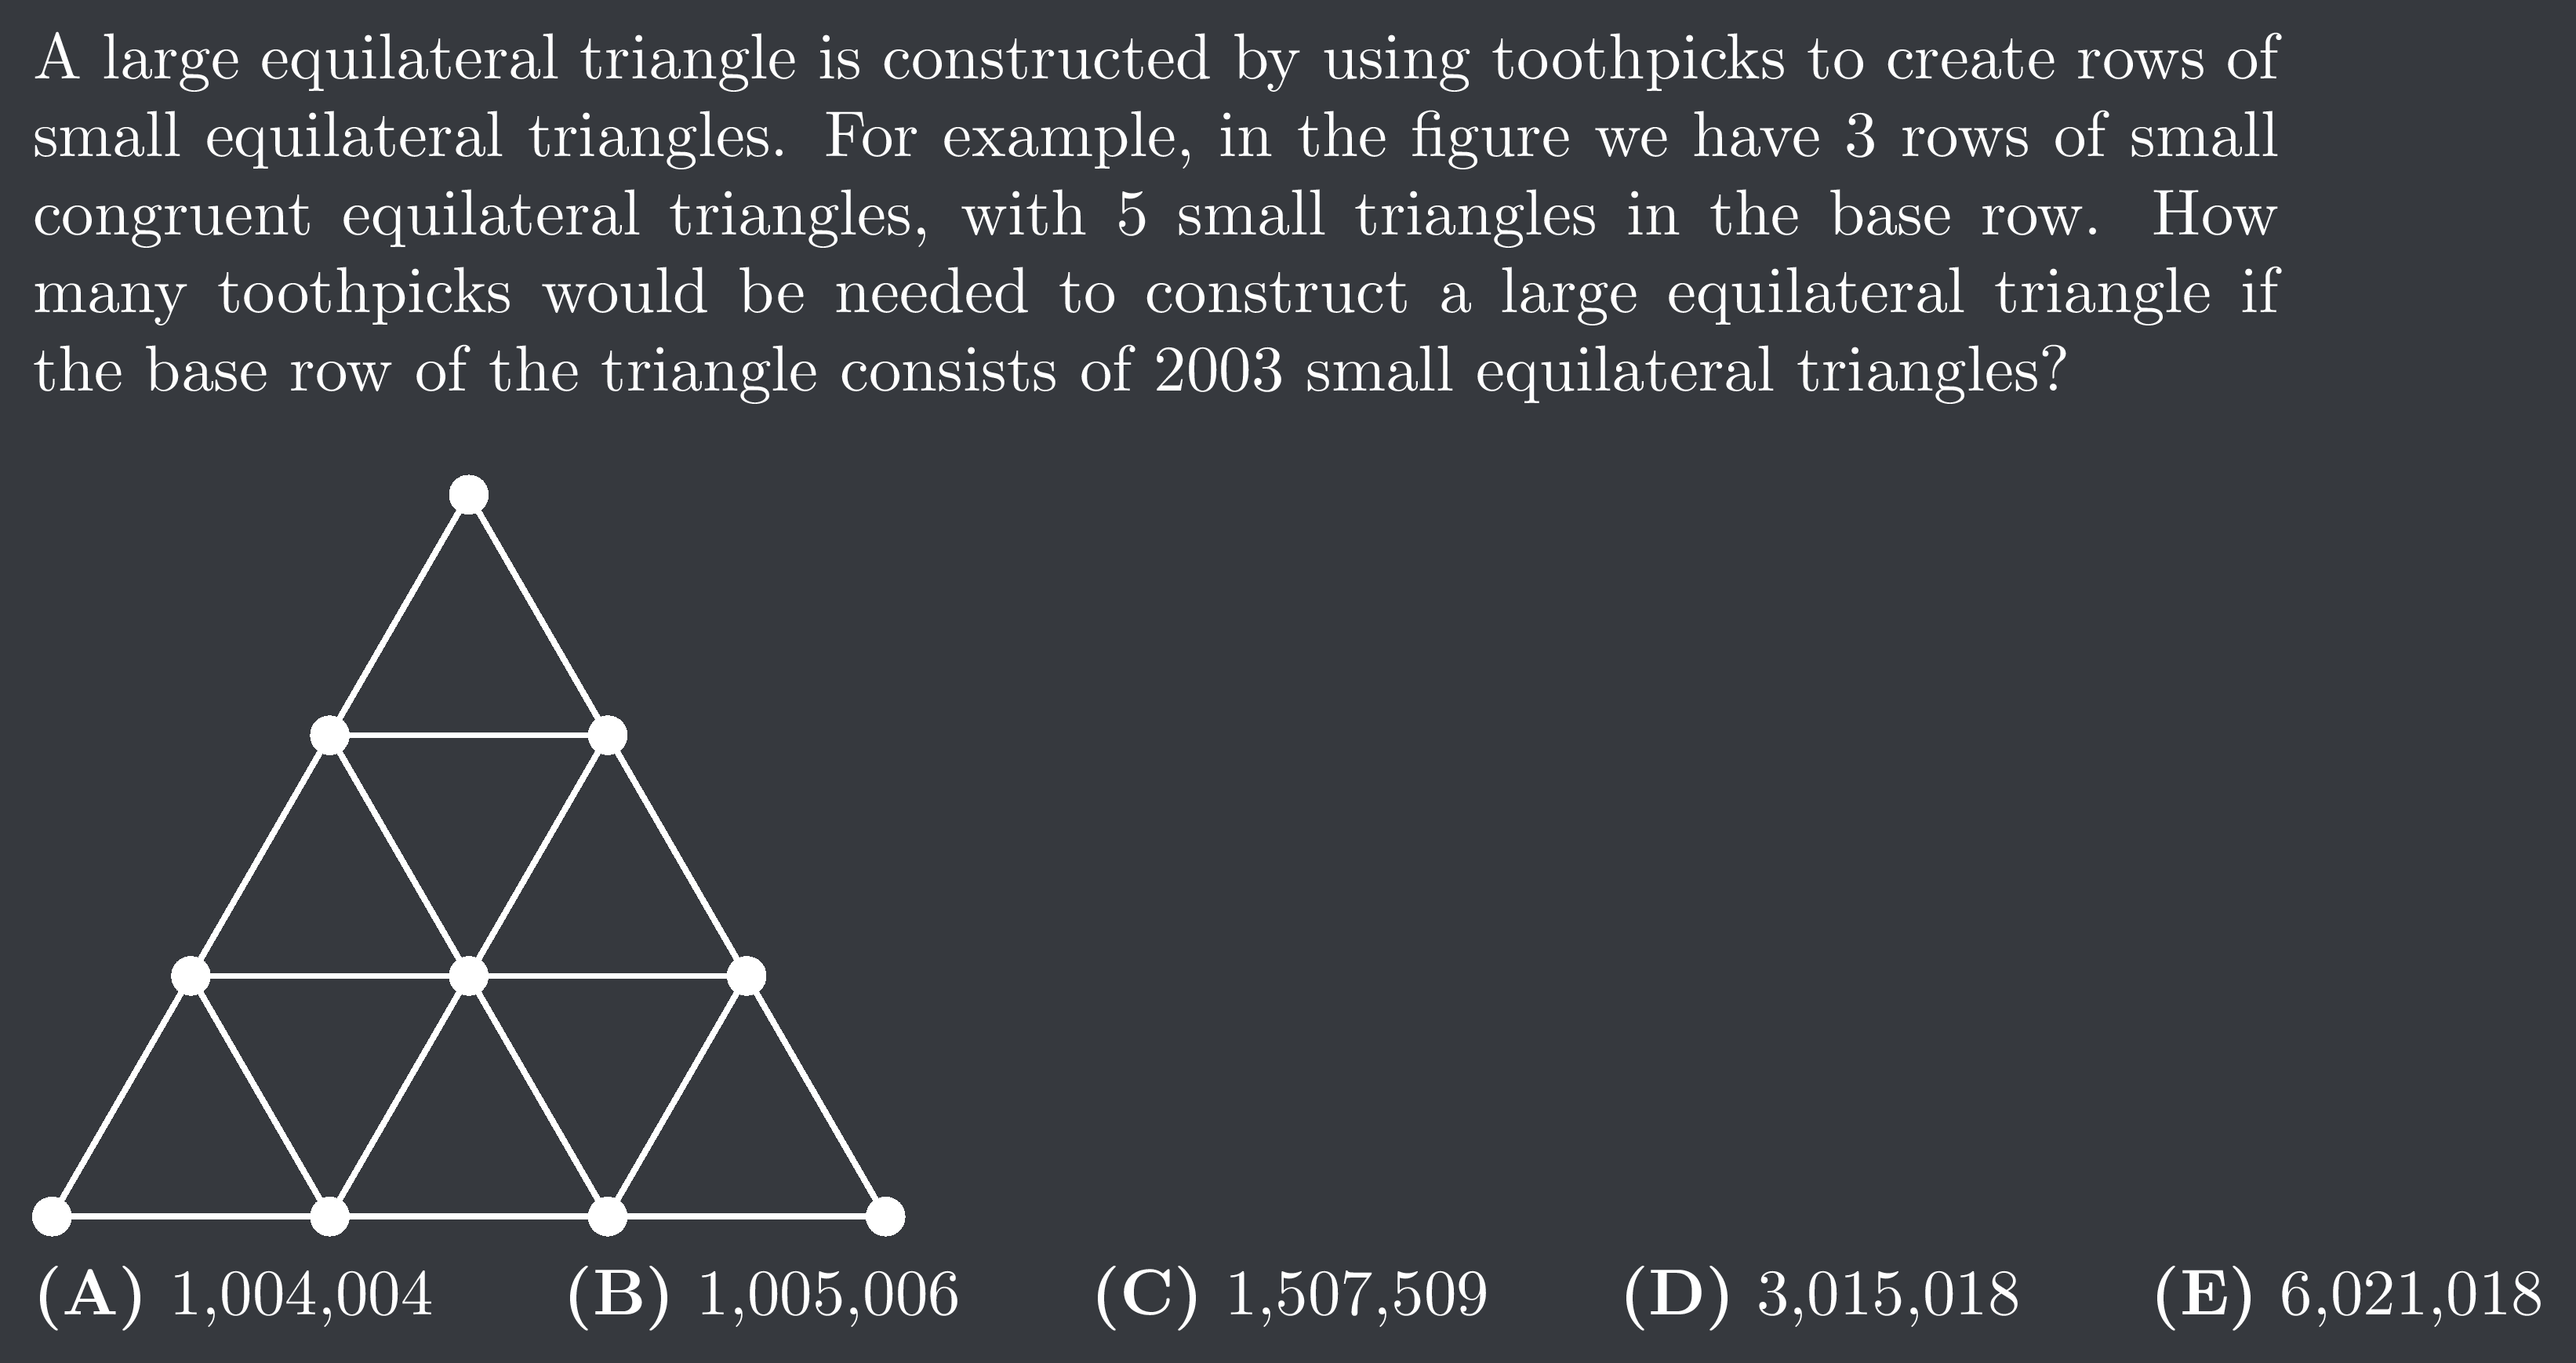 A large equilateral triangle is constructed by using toothpicks to create rows of
small equilateral triangles. For example, in the figure we have 3 rows of small
congruent equilateral triangles, with 5 small triangles in the base row. How
many toothpicks would be needed to construct a large equilateral triangle if
the base row of the triangle consists of 2003 small equilateral triangles?
(A) 1,004,004 (B) 1,005,006 (C) 1,507,509 (D) 3,015,018 (E) 6,021,018